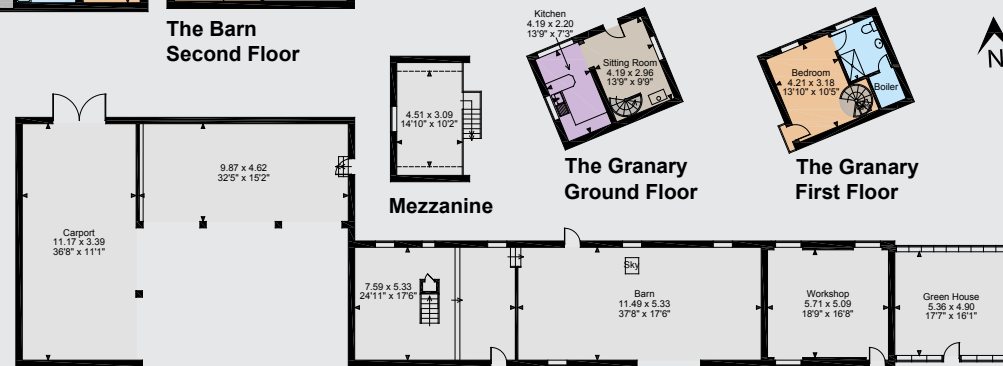 The Barn
Second Floor
Kitchen
4.19 x 2.20
13'9" x 7'3"
Sitting Room
4.19 x 2.96
13'9" x 9'9"
Bedroom
4.21 x 3.18
13'10" x 10'5"
Boiler
N
4.51 x 3.09
14'10" x 10'2"
Mezzanine
The Granary
Ground Floor
The Granary
First Floor
9.87 x 4.62
32'5" x 15'2"
Carport
11.17 x 3.39
36'8" x 11'1"
7.59 x 5.33
24'11" x 17'6"
Sky
Barn
11.49 x 5.33
37'8" x 17'6"
Workshop
5.71 x 5.09
18'9" x 16'8"
Green House
5.36 x 4.90
17'7" x 16'1"